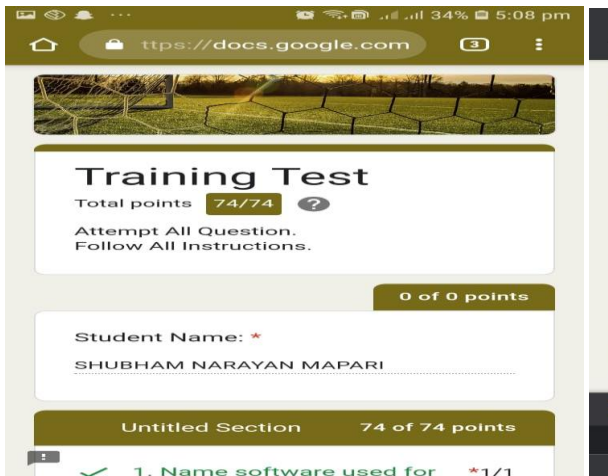 34% 5:08 pm
ttps://docs.google.com
3
Training Test
Total points 74/74 ?
Attempt All Question.
Follow All Instructions.
0 of 0 points
Student Name: *
SHUBHAM NARAYAN MAPARI
Untitled Section 74 of 74 points
1. Name software used for *1/1